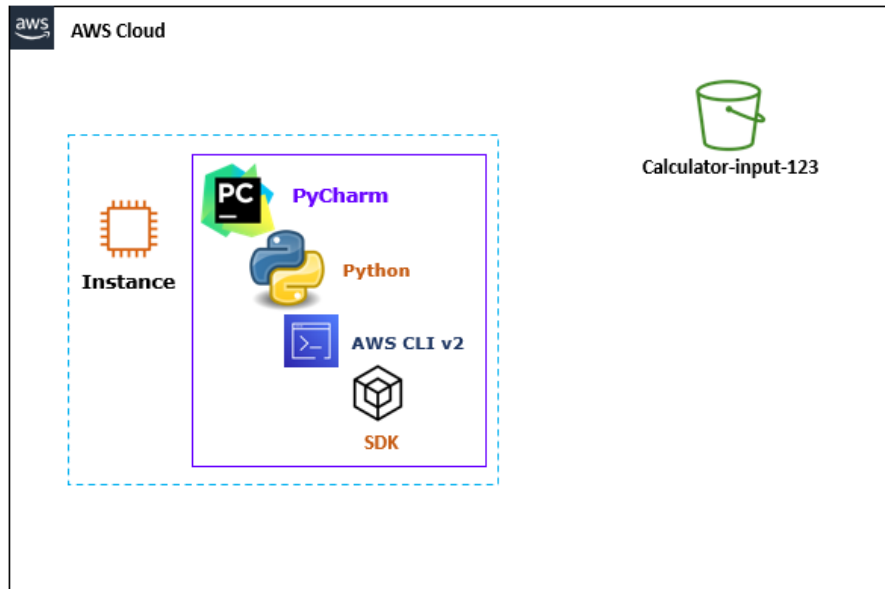 aws
AWS Cloud
Calculator-input-123
PC
PyCharm
Instance
Python
>_
AWS CLI v2
SDK